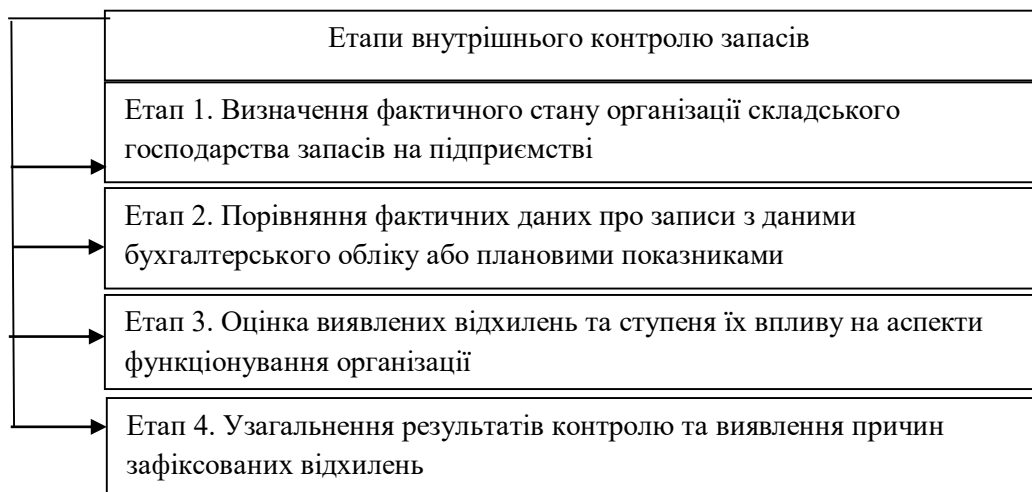 Етапи внутрішнього контролю запасів
Етап 1. Визначення фактичного стану організації складського
господарства запасів на підприємстві
Етап 2. Порівняння фактичних даних про записи з даними
бухгалтерського обліку або плановими показниками
Етап 3. Оцінка виявлених відхилень та ступеня їх впливу на аспекти
функціонування організації
Етап 4. Узагальнення результатів контролю та виявлення причин
зафіксованих відхилень